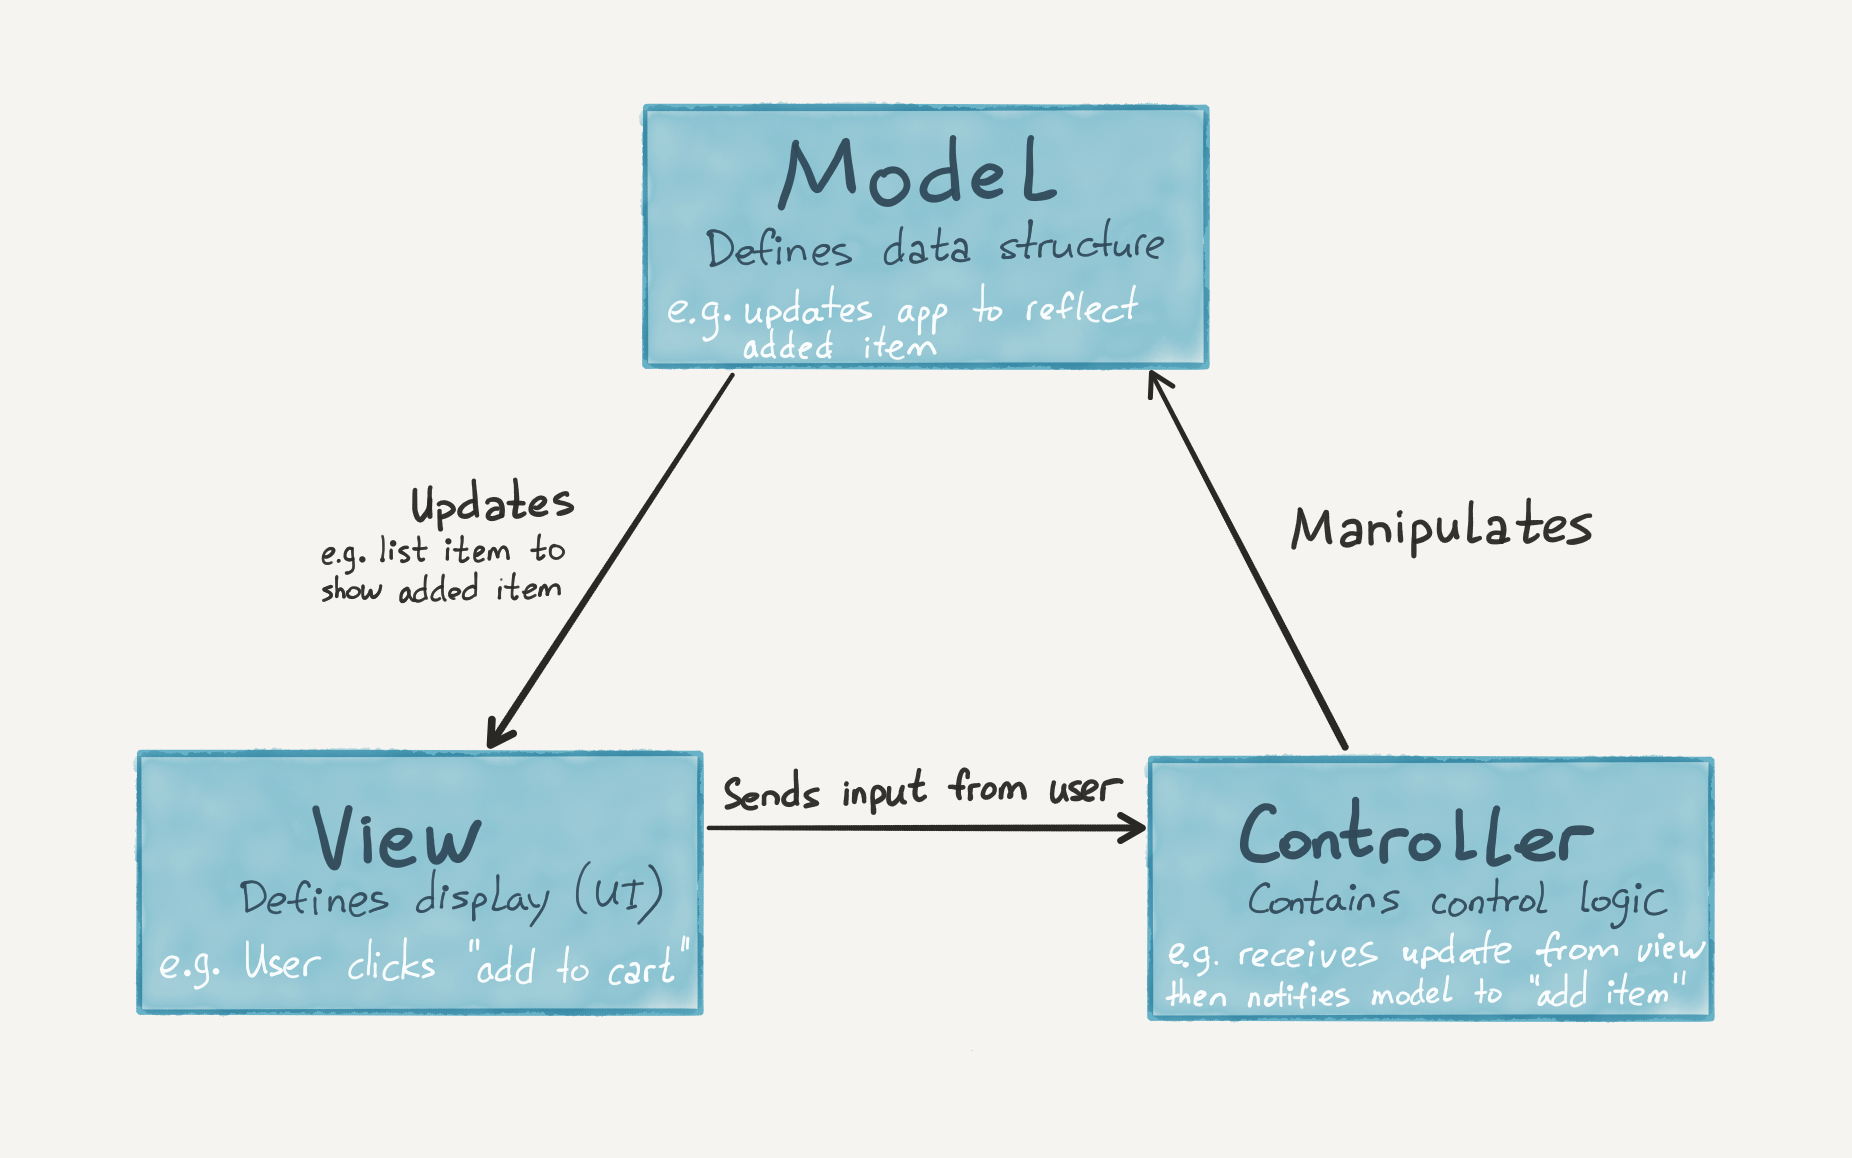 Model
Defines data structure
e.g. updates app to reflect
added item
Updates
e.g. list item to
show added item
Manipulates
View
Defines display (UI)
e.g. User clicks "add to cart"
Sends input from user
Controller
Contains control logic
e.g. receives update from view
then notifies model to "add item"